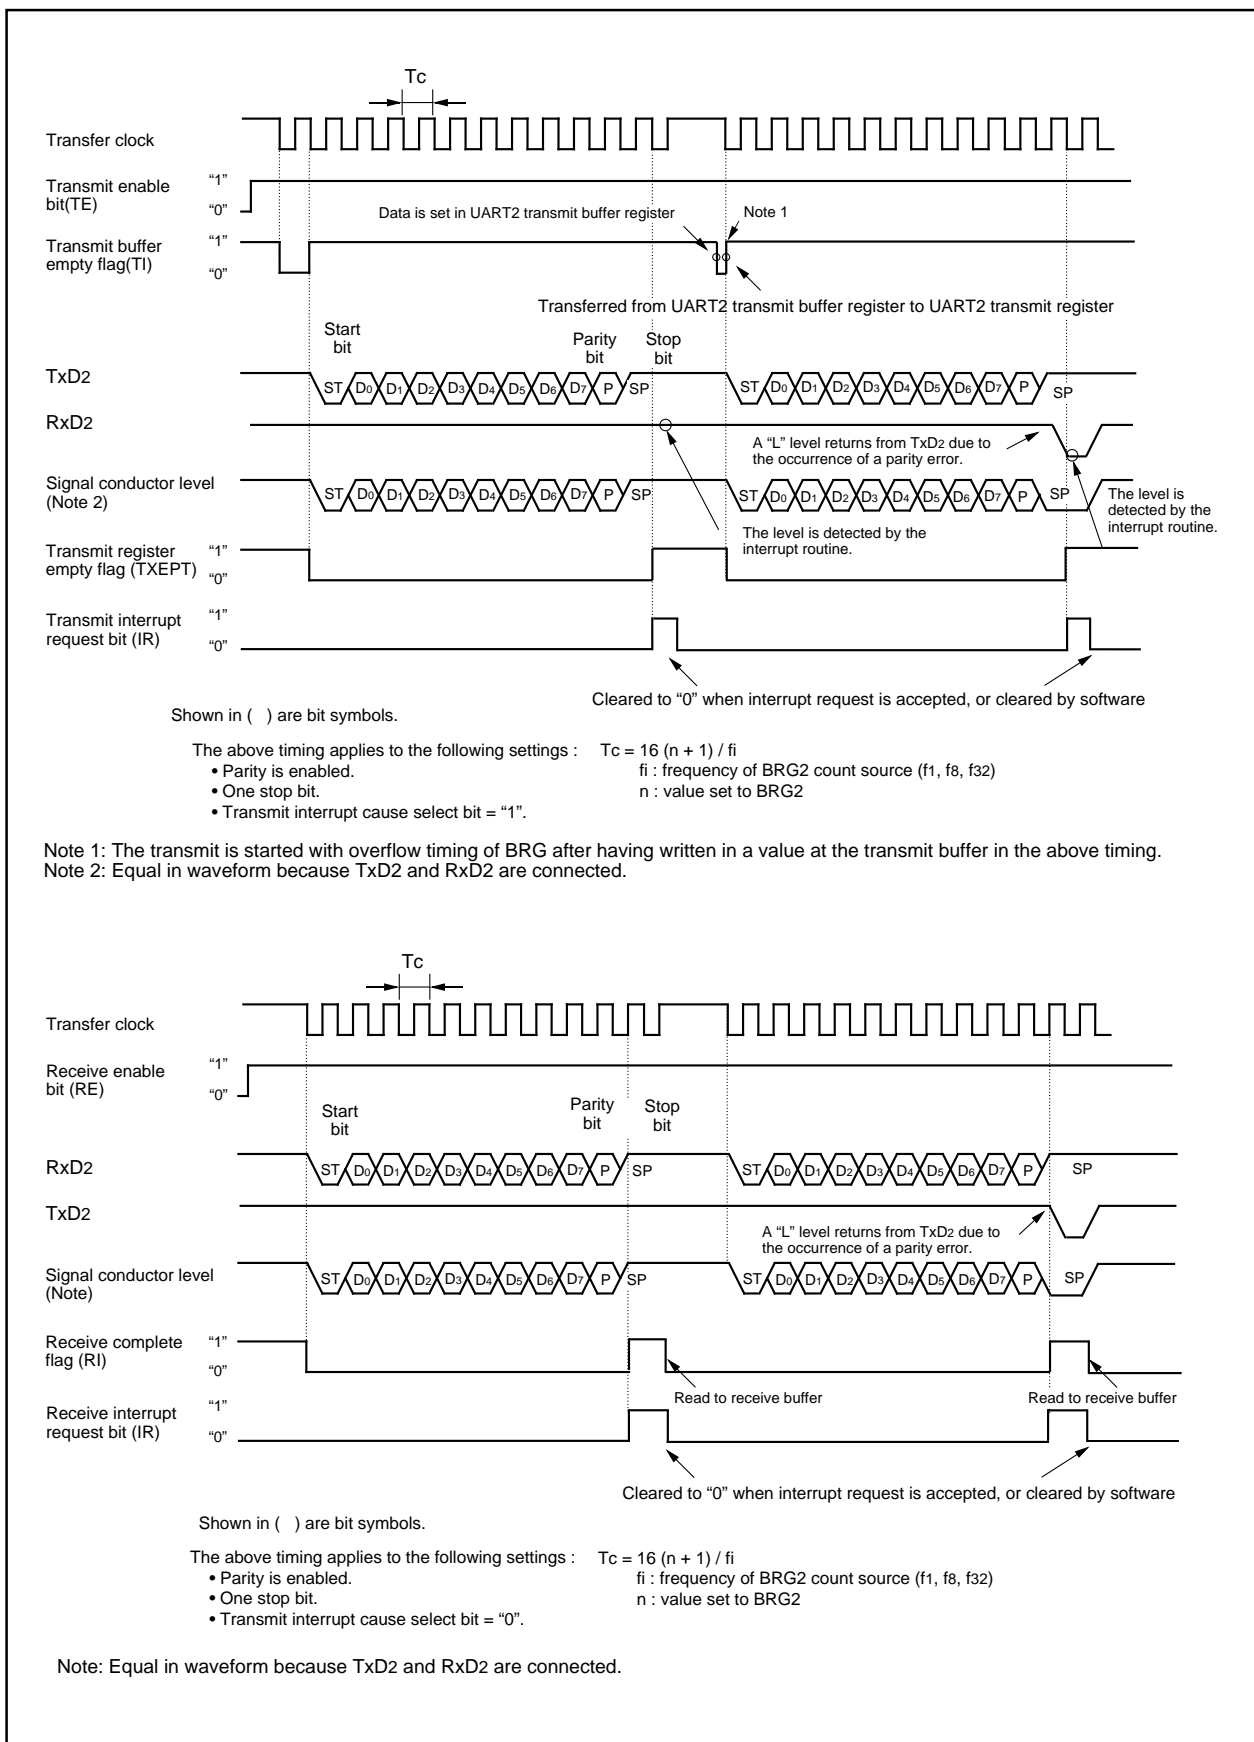 Tc
Transfer clock
Transmit enable
bit(TE)
“1”
“0”
Data is set in UART2 transmit buffer register
Note 1
Transmit buffer
empty flag(TI)
“1”
“0”
Transferred from UART2 transmit buffer register to UART2 transmit register
Start
bit
Parity
bit
Stop
bit
TxD2
ST D0 D1 D2 D3 D4 D5 D6 D7 P SP
ST D0 D1 D2 D3 D4 D5 D6 D7 P SP
RxD2
A “L” level returns from TxD2 due to
the occurrence of a parity error.
Signal conductor level
(Note 2)
ST D0 D1 D2 D3 D4 D5 D6 D7 P SP
ST D0 D1 D2 D3 D4 D5 D6 D7 P SP
The level is detected by the
interrupt routine.
The level is
detected by the
interrupt routine.
Transmit register
empty flag (TXEPT)
“1”
“0”
Transmit interrupt
request bit (IR)
“1”
“0”
Cleared to “0” when interrupt request is accepted, or cleared by software
Shown in ( ) are bit symbols.
The above timing applies to the following settings :
• Parity is enabled.
• One stop bit.
• Transmit interrupt cause select bit = “1”.
Tc = 16 (n + 1) / fi
fi : frequency of BRG2 count source (f1, f8, f32)
n : value set to BRG2
Note 1: The transmit is started with overflow timing of BRG after having written in a value at the transmit buffer in the above timing.
Note 2: Equal in waveform because TxD2 and RxD2 are connected.
Tc
Transfer clock
Receive enable
bit (RE)
“1”
“0”
Start
bit
Parity
bit
Stop
bit
RxD2
ST D0 D1 D2 D3 D4 D5 D6 D7 P SP
ST D0 D1 D2 D3 D4 D5 D6 D7 P SP
TxD2
A “L” level returns from TxD2 due to
the occurrence of a parity error.
Signal conductor level
(Note)
ST D0 D1 D2 D3 D4 D5 D6 D7 P SP
ST D0 D1 D2 D3 D4 D5 D6 D7 P SP
Receive complete
flag (RI)
“1”
“0”
Read to receive buffer
Read to receive buffer
Receive interrupt
request bit (IR)
“1”
“0”
Cleared to “0” when interrupt request is accepted, or cleared by software
Shown in ( ) are bit symbols.
The above timing applies to the following settings :
• Parity is enabled.
• One stop bit.
• Transmit interrupt cause select bit = “0”.
Tc = 16 (n + 1) / fi
fi : frequency of BRG2 count source (f1, f8, f32)
n : value set to BRG2
Note: Equal in waveform because TxD2 and RxD2 are connected.